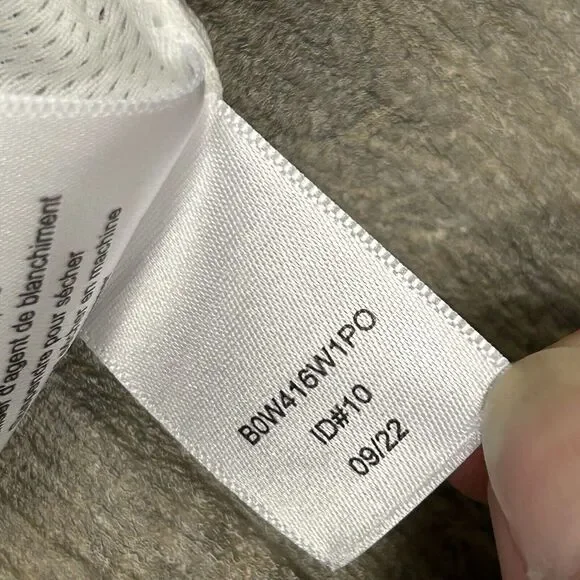 d'agent de blanchiment
pour sécher
en machine
B0W416W1PO
ID#10
09/22